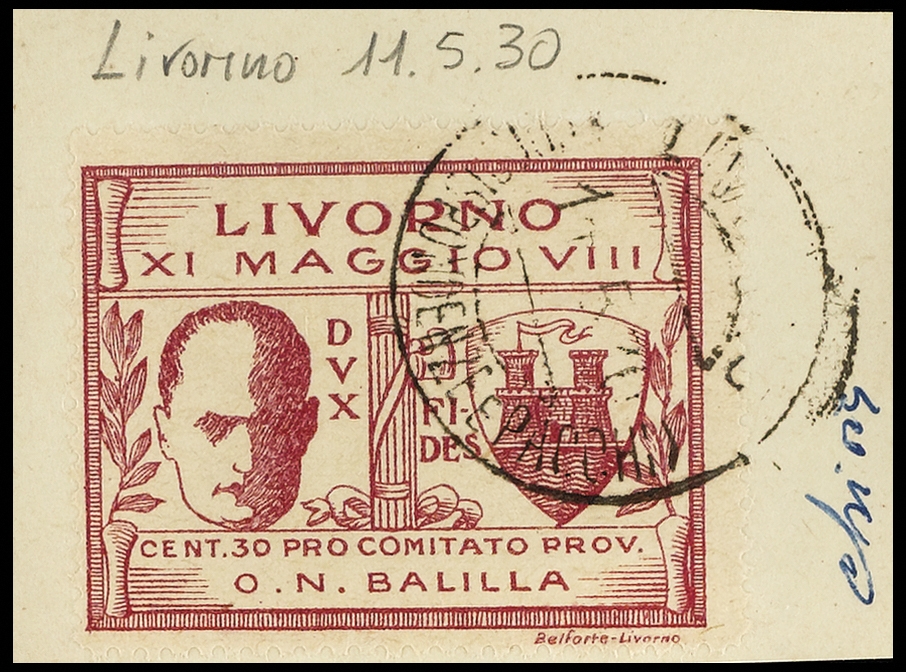 Livorno 11.5.30
LIVORNO
XI MAGGIO VIII
DVX
FI-
DES
CENT.30 PRO COMITATO PROV.
O.N. BALILLA
Belforte-Livorno
PACCHI